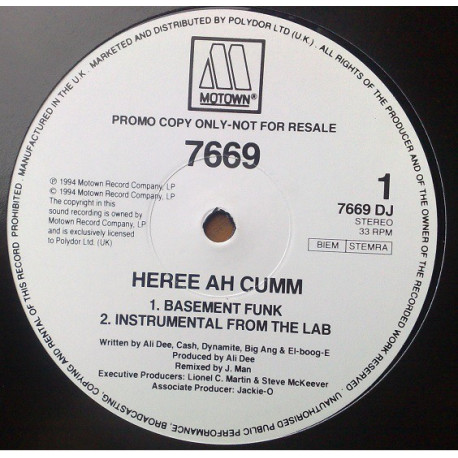 MANUFACTURED IN THE U.K. MARKETED AND DISTRIBUTED BY POLYDOR LTD (U.K.). ALL RIGHTS OF THE PRODUCER AND OF THE OWNER OF THE RECORDED WORK RESERVED. UNAUTHORISED PUBLIC PERFORMANCE, BROADCASTING, COPYING AND RENTAL OF THIS RECORD PROHIBITED.
MOTOWN®
PROMO COPY ONLY-NOT FOR RESALE
7669
℗ 1994 Motown Record Company, LP
© 1994 Motown Record Company, LP
The copyright in this
sound recording is owned by
Motown Record Company, LP
and is exclusively licensed
to Polydor Ltd. (UK)
1
7669 DJ
STEREO
33 RPM
BIEM STEMRA
HEREE AH CUMM
1. BASEMENT FUNK
2. INSTRUMENTAL FROM THE LAB
Written by Ali Dee, Cash, Dynamite, Big Ang & El-boog-E
Produced by Ali Dee
Remixed by J. Man
Executive Producers: Lionel C. Martin & Steve McKeever
Associate Producer: Jackie-O